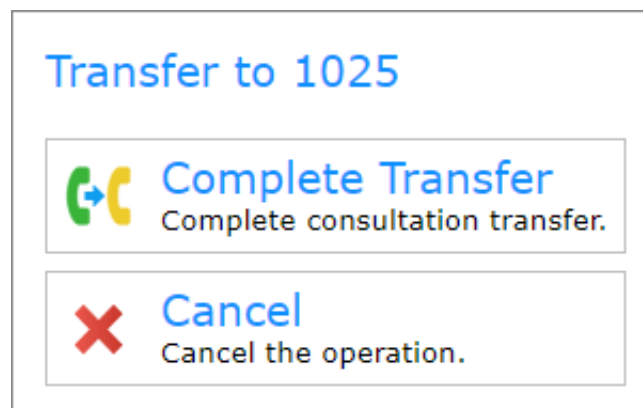 Transfer to 1025
Complete Transfer
Complete consultation transfer.
Cancel
Cancel the operation.